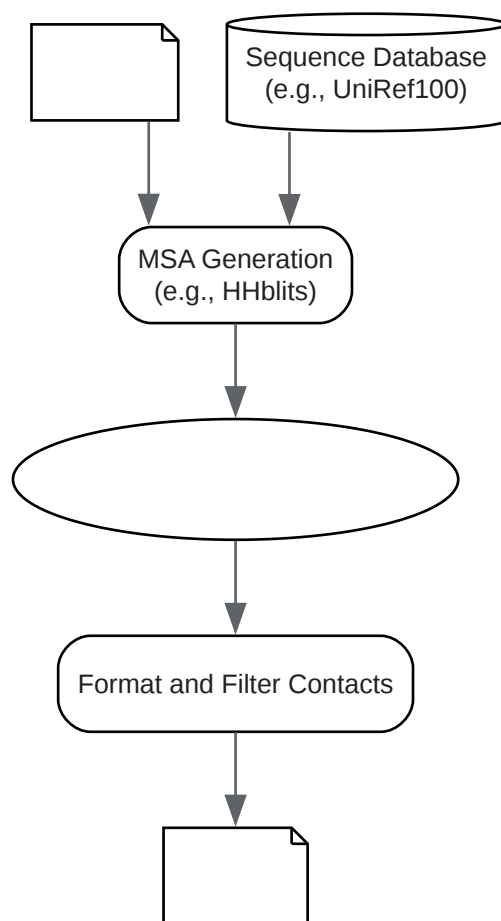 Sequence Database
(e.g., UniRef100)
MSA Generation
(e.g., HHblits)
Format and Filter Contacts